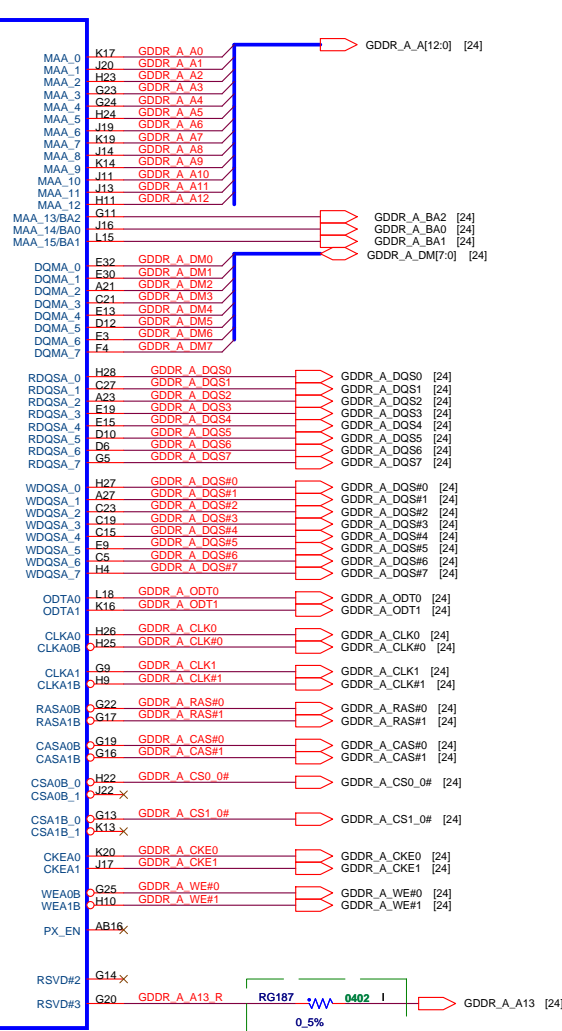 MAA_0 K17 GDDR_A_A0 GDDR_A_A[12:0] [24]
MAA_1 J20 GDDR_A_A1
MAA_2 H23 GDDR_A_A2
MAA_3 G23 GDDR_A_A3
MAA_4 G24 GDDR_A_A4
MAA_5 H24 GDDR_A_A5
MAA_6 J19 GDDR_A_A6
MAA_7 K19 GDDR_A_A7
MAA_8 J14 GDDR_A_A8
MAA_9 K14 GDDR_A_A9
MAA_10 J11 GDDR_A_A10
MAA_11 J13 GDDR_A_A11
MAA_12 H11 GDDR_A_A12
MAA_13/BA2 G11 GDDR_A_BA2 [24]
MAA_14/BA0 J16 GDDR_A_BA0 [24]
MAA_15/BA1 L15 GDDR_A_BA1 [24]
GDDR_A_DM[7:0] [24]
DQMA_0 E32 GDDR_A_DM0
DQMA_1 E30 GDDR_A_DM1
DQMA_2 A21 GDDR_A_DM2
DQMA_3 C21 GDDR_A_DM3
DQMA_4 E13 GDDR_A_DM4
DQMA_5 D12 GDDR_A_DM5
DQMA_6 E3 GDDR_A_DM6
DQMA_7 F4 GDDR_A_DM7
RDQSA_0 H28 GDDR_A_DQS0 GDDR_A_DQS0 [24]
RDQSA_1 C27 GDDR_A_DQS1 GDDR_A_DQS1 [24]
RDQSA_2 A23 GDDR_A_DQS2 GDDR_A_DQS2 [24]
RDQSA_3 E19 GDDR_A_DQS3 GDDR_A_DQS3 [24]
RDQSA_4 E15 GDDR_A_DQS4 GDDR_A_DQS4 [24]
RDQSA_5 D10 GDDR_A_DQS5 GDDR_A_DQS5 [24]
RDQSA_6 D6 GDDR_A_DQS6 GDDR_A_DQS6 [24]
RDQSA_7 G5 GDDR_A_DQS7 GDDR_A_DQS7 [24]
WDQSA_0 H27 GDDR_A_DQS#0 GDDR_A_DQS#0 [24]
WDQSA_1 A27 GDDR_A_DQS#1 GDDR_A_DQS#1 [24]
WDQSA_2 C23 GDDR_A_DQS#2 GDDR_A_DQS#2 [24]
WDQSA_3 C19 GDDR_A_DQS#3 GDDR_A_DQS#3 [24]
WDQSA_4 C15 GDDR_A_DQS#4 GDDR_A_DQS#4 [24]
WDQSA_5 E9 GDDR_A_DQS#5 GDDR_A_DQS#5 [24]
WDQSA_6 C5 GDDR_A_DQS#6 GDDR_A_DQS#6 [24]
WDQSA_7 H4 GDDR_A_DQS#7 GDDR_A_DQS#7 [24]
ODTA0 L18 GDDR_A_ODT0 GDDR_A_ODT0 [24]
ODTA1 K16 GDDR_A_ODT1 GDDR_A_ODT1 [24]
CLKA0 H26 GDDR_A_CLK0 GDDR_A_CLK0 [24]
CLKA0B H25 GDDR_A_CLK#0 GDDR_A_CLK#0 [24]
CLKA1 G9 GDDR_A_CLK1 GDDR_A_CLK1 [24]
CLKA1B H9 GDDR_A_CLK#1 GDDR_A_CLK#1 [24]
RASA0B G22 GDDR_A_RAS#0 GDDR_A_RAS#0 [24]
RASA1B G17 GDDR_A_RAS#1 GDDR_A_RAS#1 [24]
CASA0B G19 GDDR_A_CAS#0 GDDR_A_CAS#0 [24]
CASA1B G16 GDDR_A_CAS#1 GDDR_A_CAS#1 [24]
CSA0B_0 H22 GDDR_A_CS0_0# GDDR_A_CS0_0# [24]
CSA0B_1 J22
CSA1B_0 G13 GDDR_A_CS1_0# GDDR_A_CS1_0# [24]
CSA1B_1 K13
CKEA0 K20 GDDR_A_CKE0 GDDR_A_CKE0 [24]
CKEA1 J17 GDDR_A_CKE1 GDDR_A_CKE1 [24]
WEA0B G25 GDDR_A_WE#0 GDDR_A_WE#0 [24]
WEA1B H10 GDDR_A_WE#1 GDDR_A_WE#1 [24]
PX_EN AB16
RSVD#2 G14
RSVD#3 G20 GDDR_A_A13_R RG187 0402 I GDDR_A_A13 [24]
0_5%